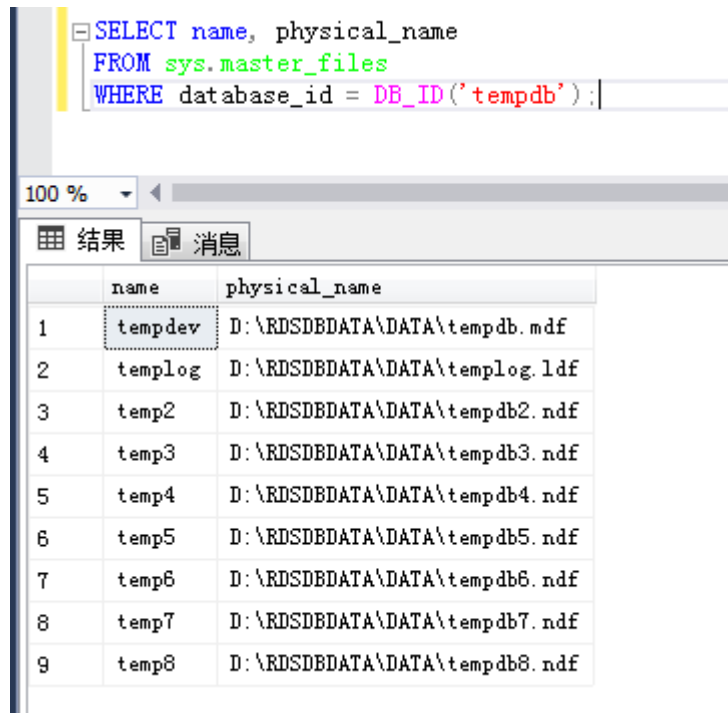 SELECT name, physical_name
FROM sys.master_files
WHERE database_id = DB_ID('tempdb');
100 %
结果 消息
name physical_name
1 tempdev D:\RDSDBDATA\DATA\tempdb.mdf
2 templog D:\RDSDBDATA\DATA\templog.ldf
3 temp2 D:\RDSDBDATA\DATA\tempdb2.ndf
4 temp3 D:\RDSDBDATA\DATA\tempdb3.ndf
5 temp4 D:\RDSDBDATA\DATA\tempdb4.ndf
6 temp5 D:\RDSDBDATA\DATA\tempdb5.ndf
7 temp6 D:\RDSDBDATA\DATA\tempdb6.ndf
8 temp7 D:\RDSDBDATA\DATA\tempdb7.ndf
9 temp8 D:\RDSDBDATA\DATA\tempdb8.ndf